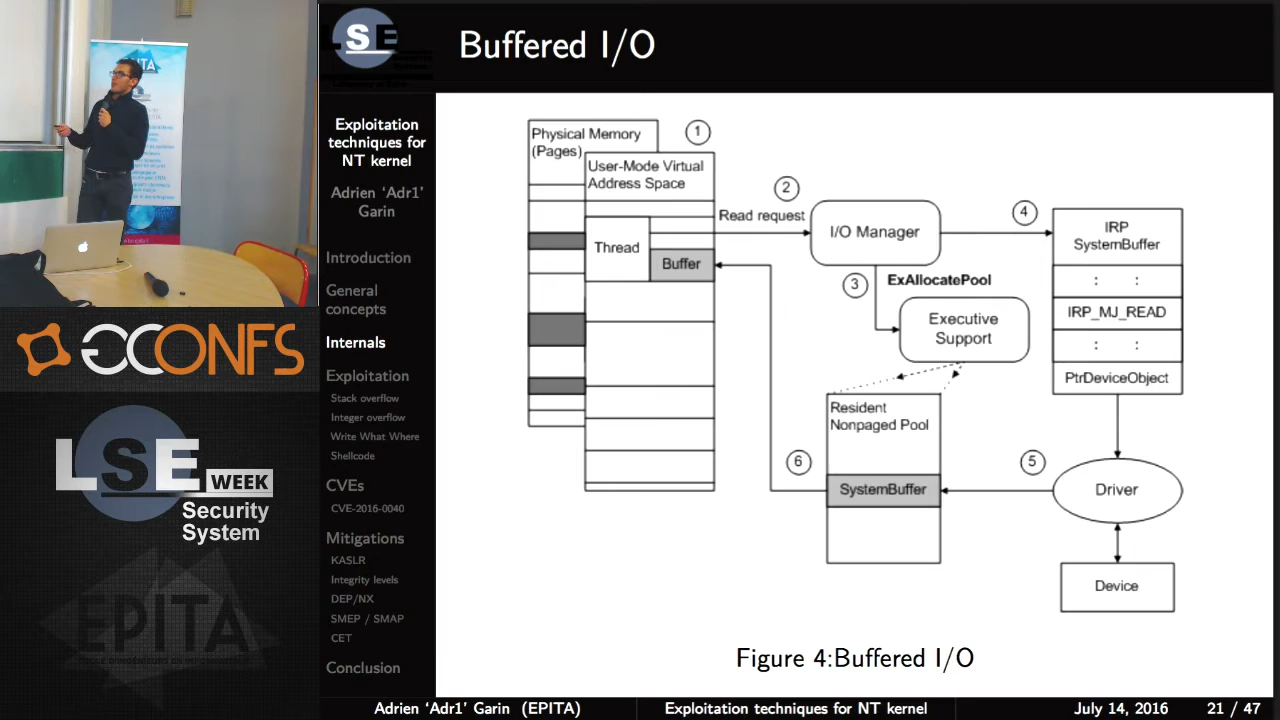 LSE
Buffered I/O
Exploitation
techniques for
NT kernel
Adrien ‘Adr1’
Garin
Introduction
General
concepts
Internals
Exploitation
Stack overflow
Integer overflow
Write What Where
Shellcode
CVEs
CVE-2016-0040
Mitigations
KASLR
Integrity levels
DEP/NX
SMEP / SMAP
CET
Conclusion
Physical Memory
(Pages)
1
User-Mode Virtual
Address Space
Thread
Buffer
2
Read request
I/O Manager
3
ExAllocatePool
Executive
Support
4
IRP
SystemBuffer
: :
IRP_MJ_READ
: :
PtrDeviceObject
Resident
Nonpaged Pool
6
SystemBuffer
5
Driver
Device
Figure 4:Buffered I/O
Adrien ‘Adr1’ Garin (EPITA)
Exploitation techniques for NT kernel
July 14, 2016
21 / 47
GCONFS
LSE WEEK
Security
System
EPITA